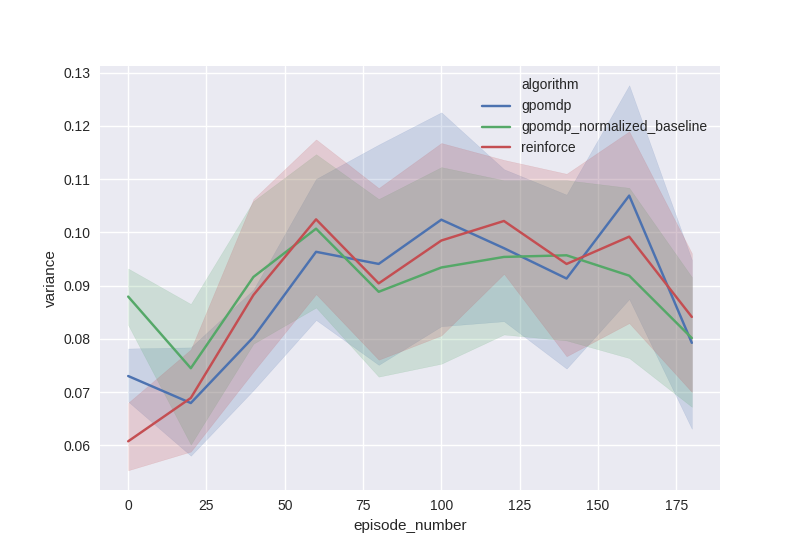 0.13
0.12
0.11
0.10
0.09
0.08
0.07
0.06
variance
algorithm
gpomdp
gpomdp_normalized_baseline
reinforce
0 25 50 75 100 125 150 175
episode_number